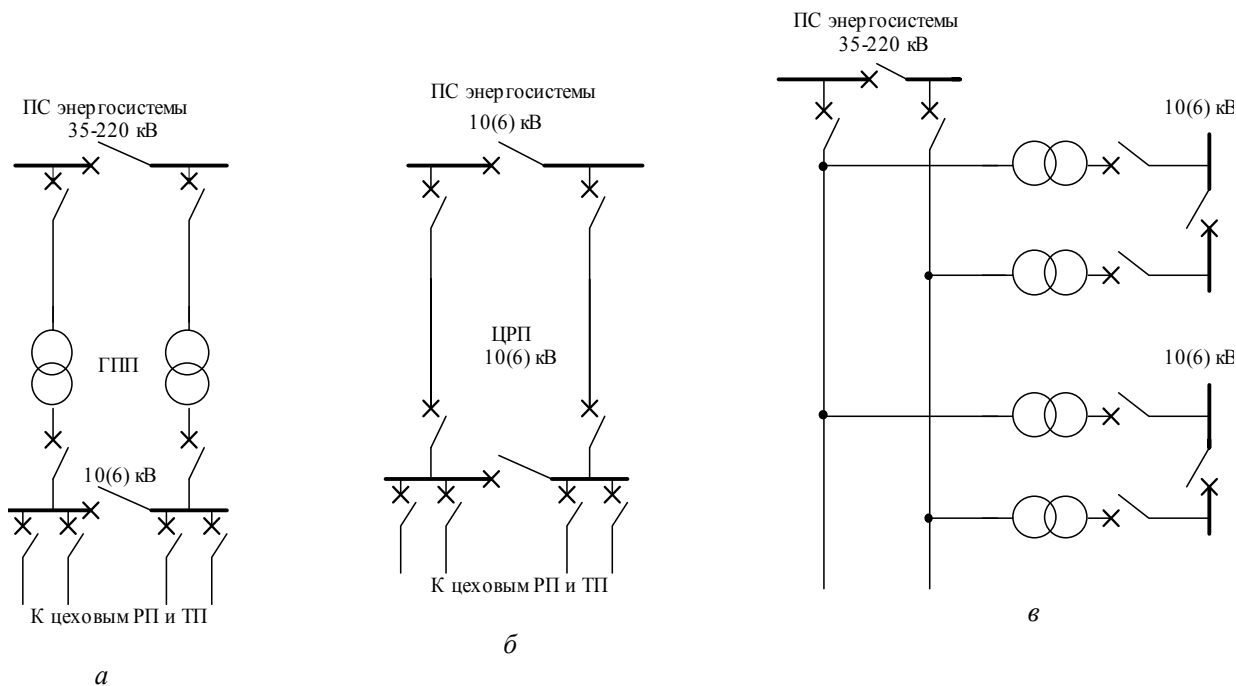 ПС энергосистемы
35-220 кВ
ГПП
10(6) кВ
К цеховым РП и ТП
а
ПС энергосистемы
10(6) кВ
ЦРП
10(6) кВ
К цеховым РП и ТП
б
ПС энергосистемы
35-220 кВ
10(6) кВ
10(6) кВ
в